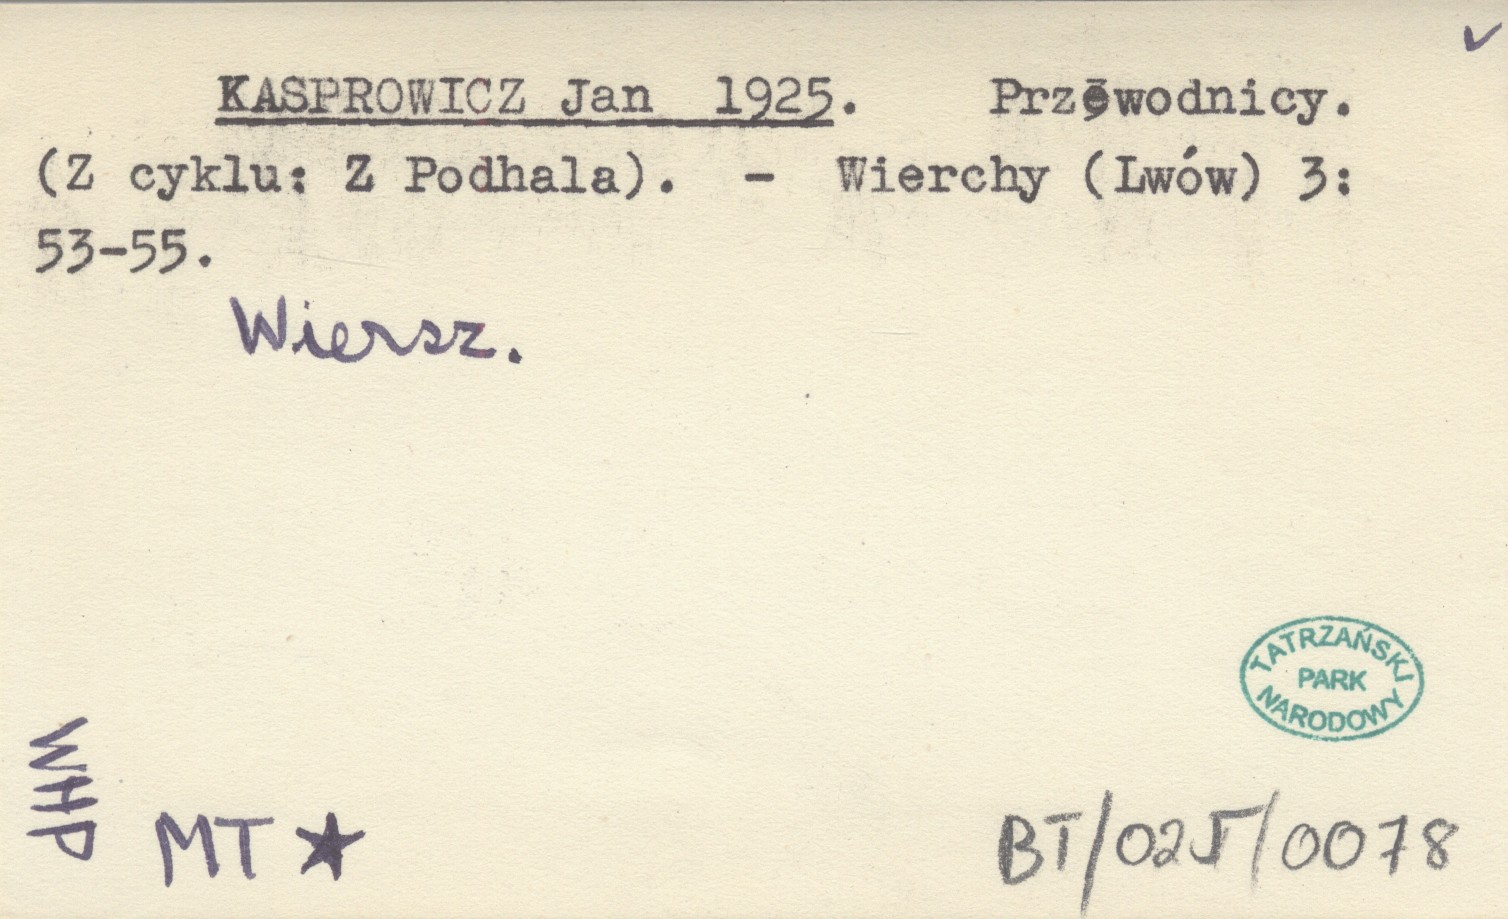 ✓
KASPROWICZ Jan 1925. Przewodnicy.
(Z cyklu: Z Podhala). - Wierchy (Lwów) 3:
53-55.
Wiersz.
TATRZAŃSKI
PARK
NARODOWY
WHP
MT ★
BT/025/0078